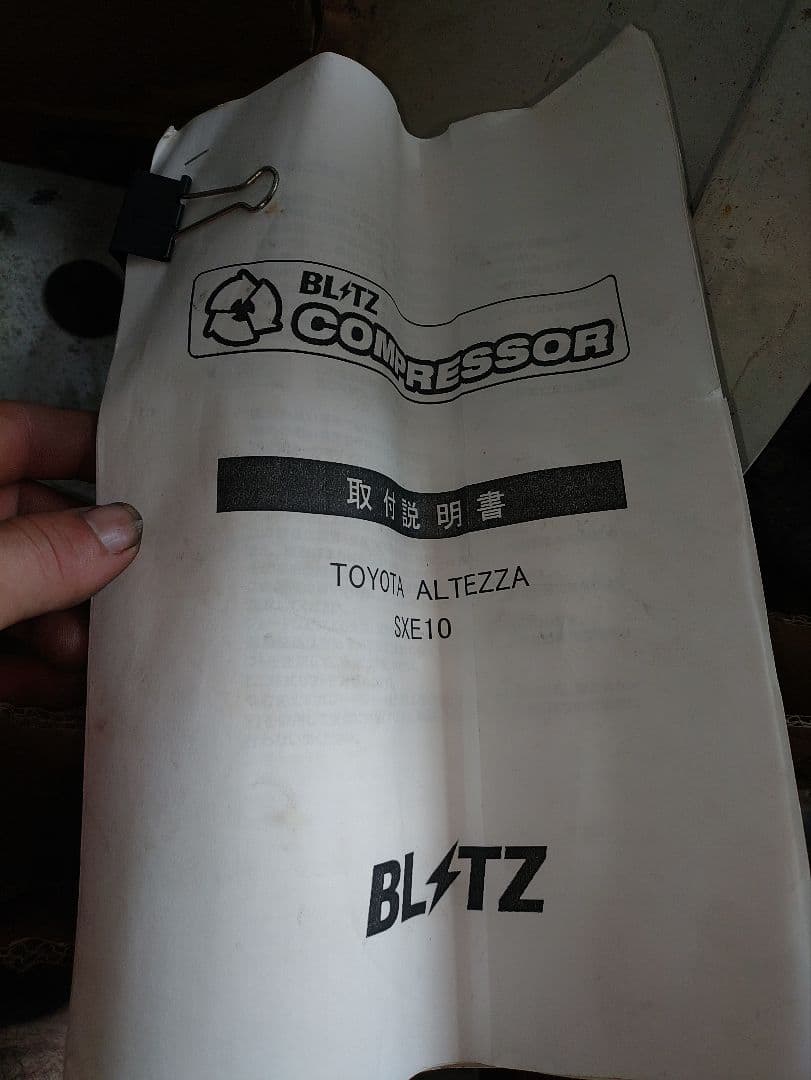 BLITZ
COMPRESSOR
取付説明書
TOYOTA ALTEZZA
SXE10
BLITZ